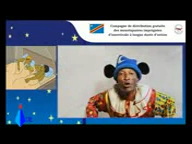 Campagne de distribution gratuite
des moustiquaires imprégnées
d'insecticide à longue durée d'action